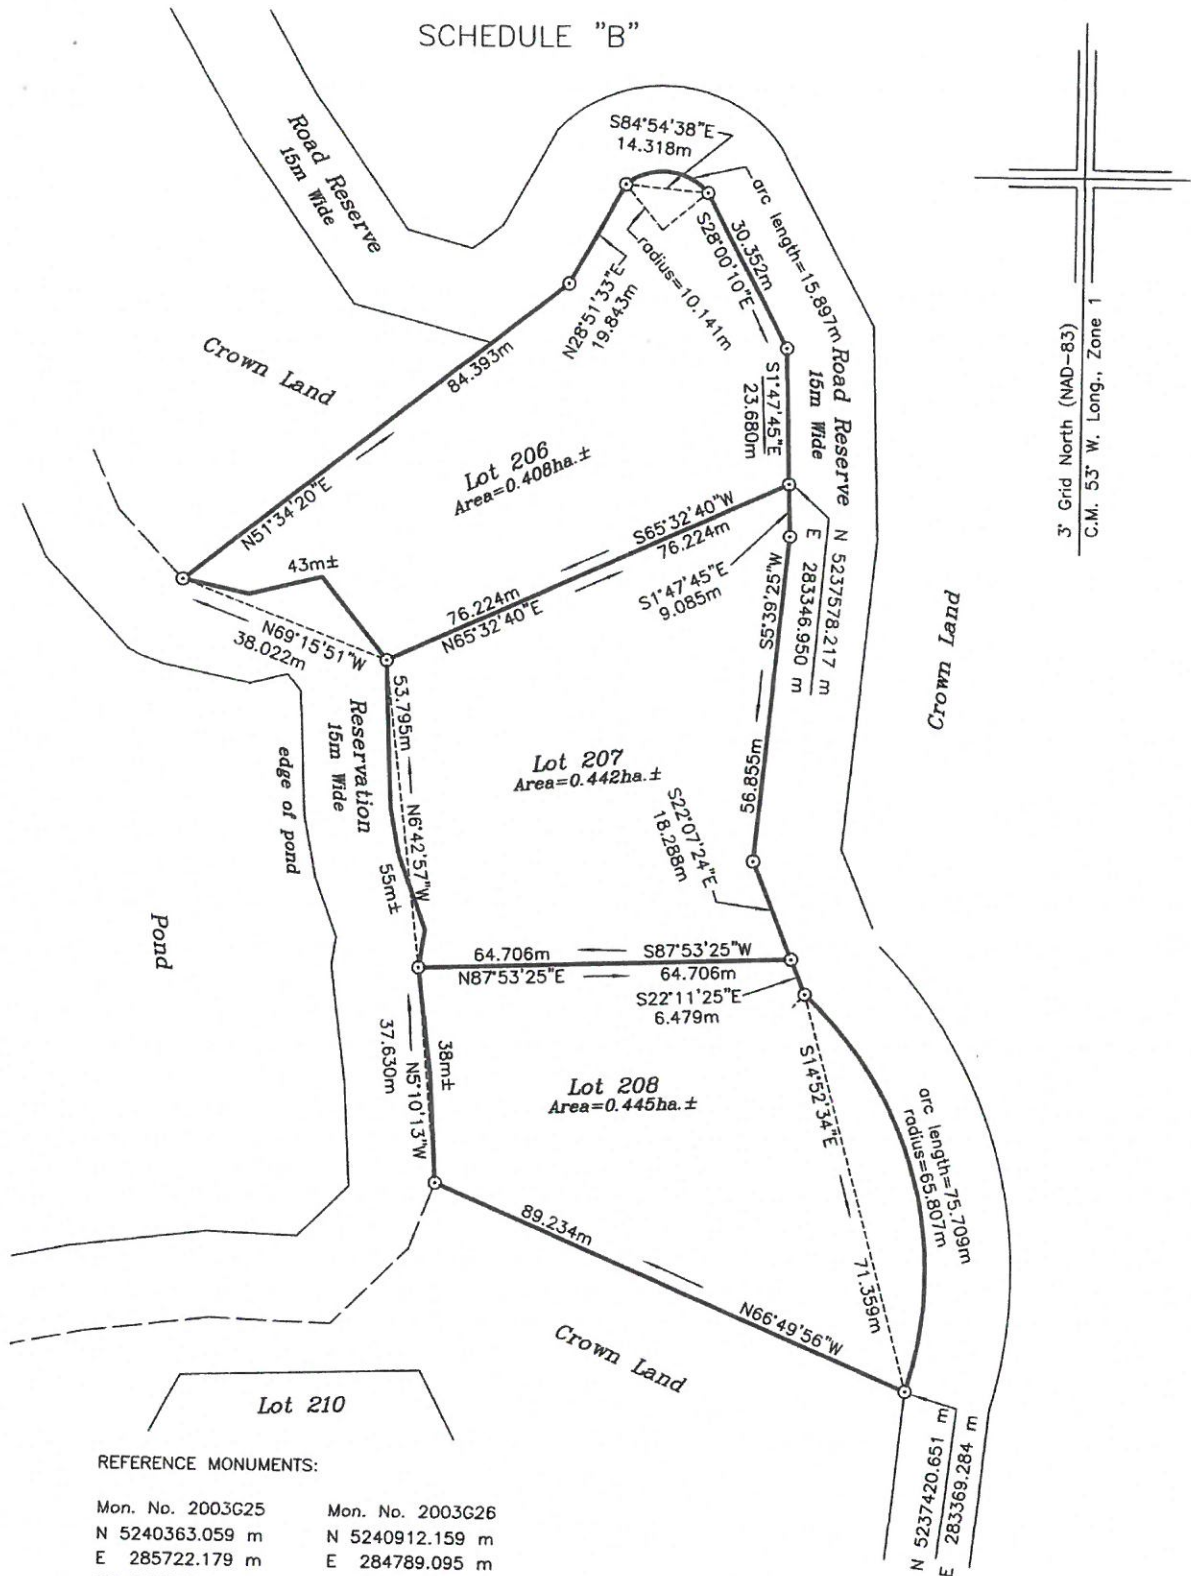 SCHEDULE "B"
Road Reserve
15m Wide
S84°54'38"E
14.318m
arc length=15.897m
radius=10.141m
N28°51'33"E
19.843m
S28°00'10"E
30.352m
S1°47'45"E
23.680m
Road Reserve
15m Wide
3° Grid North (NAD-83)
C.M. 53° W. Long., Zone 1
Crown Land
84.393m
N51°34'20"E
Lot 206
Area=0.408ha.±
43m±
N69°15'51"W
38.022m
S65°32'40"W
76.224m
76.224m
N65°32'40"E
S1°47'45"E
9.085m
N 5237578.217 m
E 283346.950 m
S5°39'25"W
56.855m
Crown Land
53.795m
N6°42'57"W
55m±
Reservation
15m Wide
edge of pond
Pond
Lot 207
Area=0.442ha.±
S22°07'24"E
18.288m
64.706m
S87°53'25"W
N87°53'25"E
64.706m
S22°11'25"E
6.479m
37.630m
N5°10'13"W
38m±
Lot 208
Area=0.445ha.±
S14°52'34"E
71.359m
arc length=75.709m
radius=65.807m
89.234m
N66°49'56"W
Crown Land
Lot 210
N 5237420.651 m
E 283369.284 m
REFERENCE MONUMENTS:
Mon. No. 2003G25
N 5240363.059 m
E 285722.179 m
Mon. No. 2003G26
N 5240912.159 m
E 284789.095 m